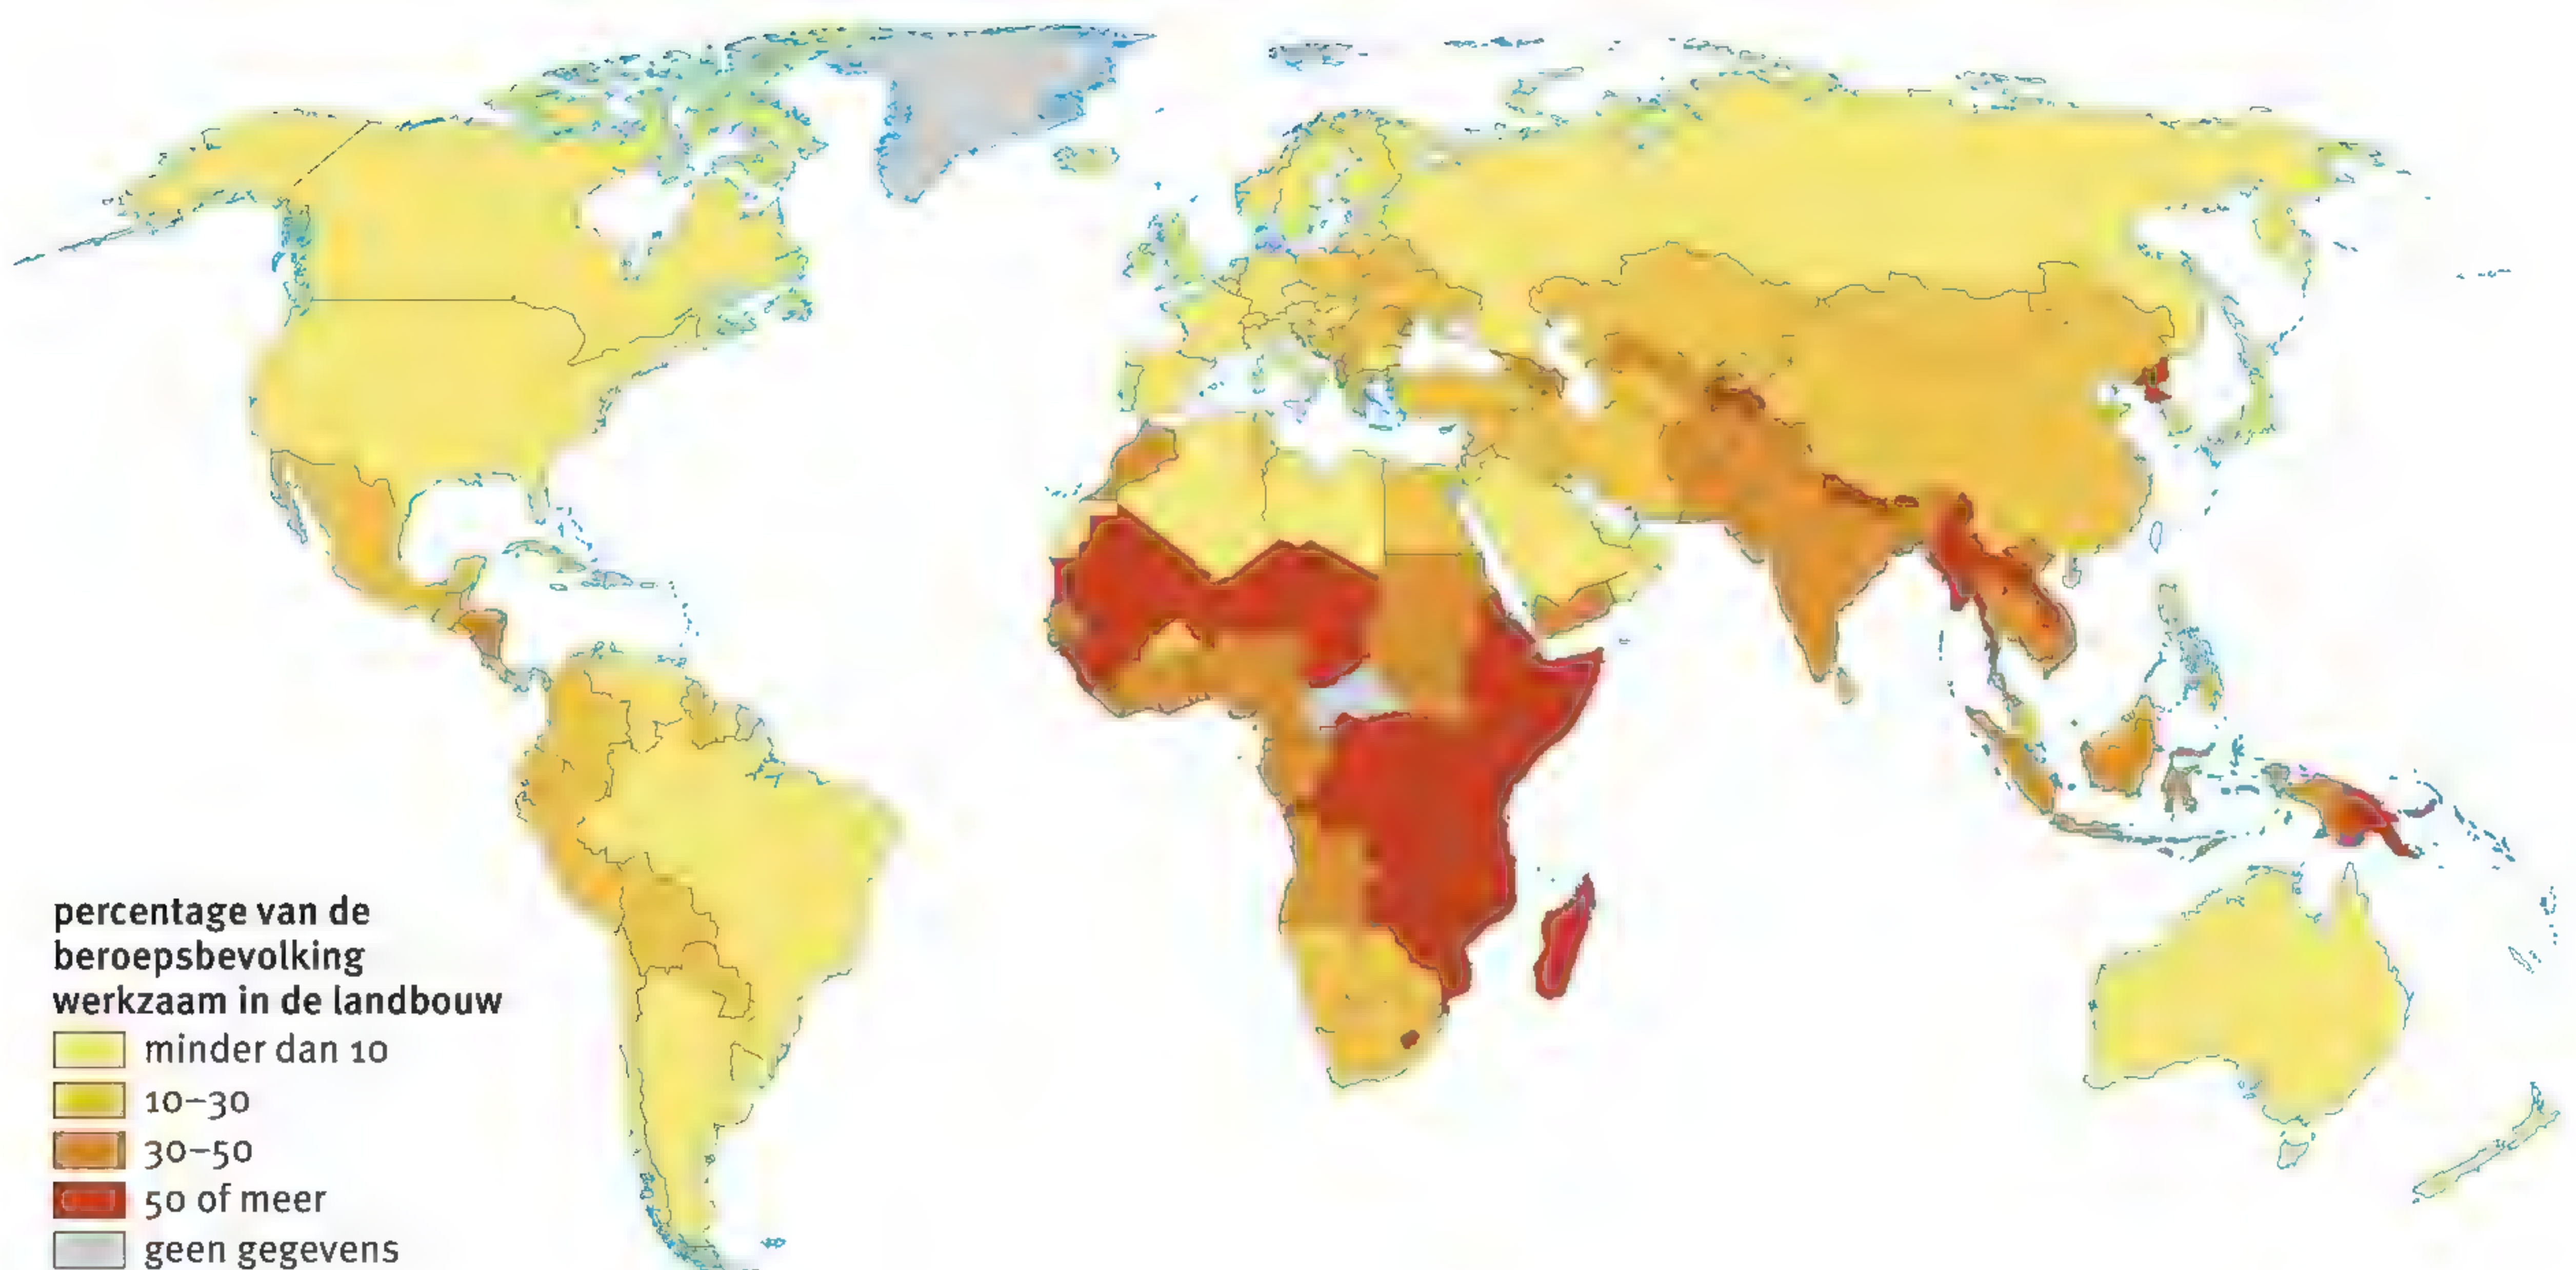 percentage van de
beroepsbevolking
werkzaam in de landbouw
minder dan 10
10–30
30–50
50 of meer
geen gegevens